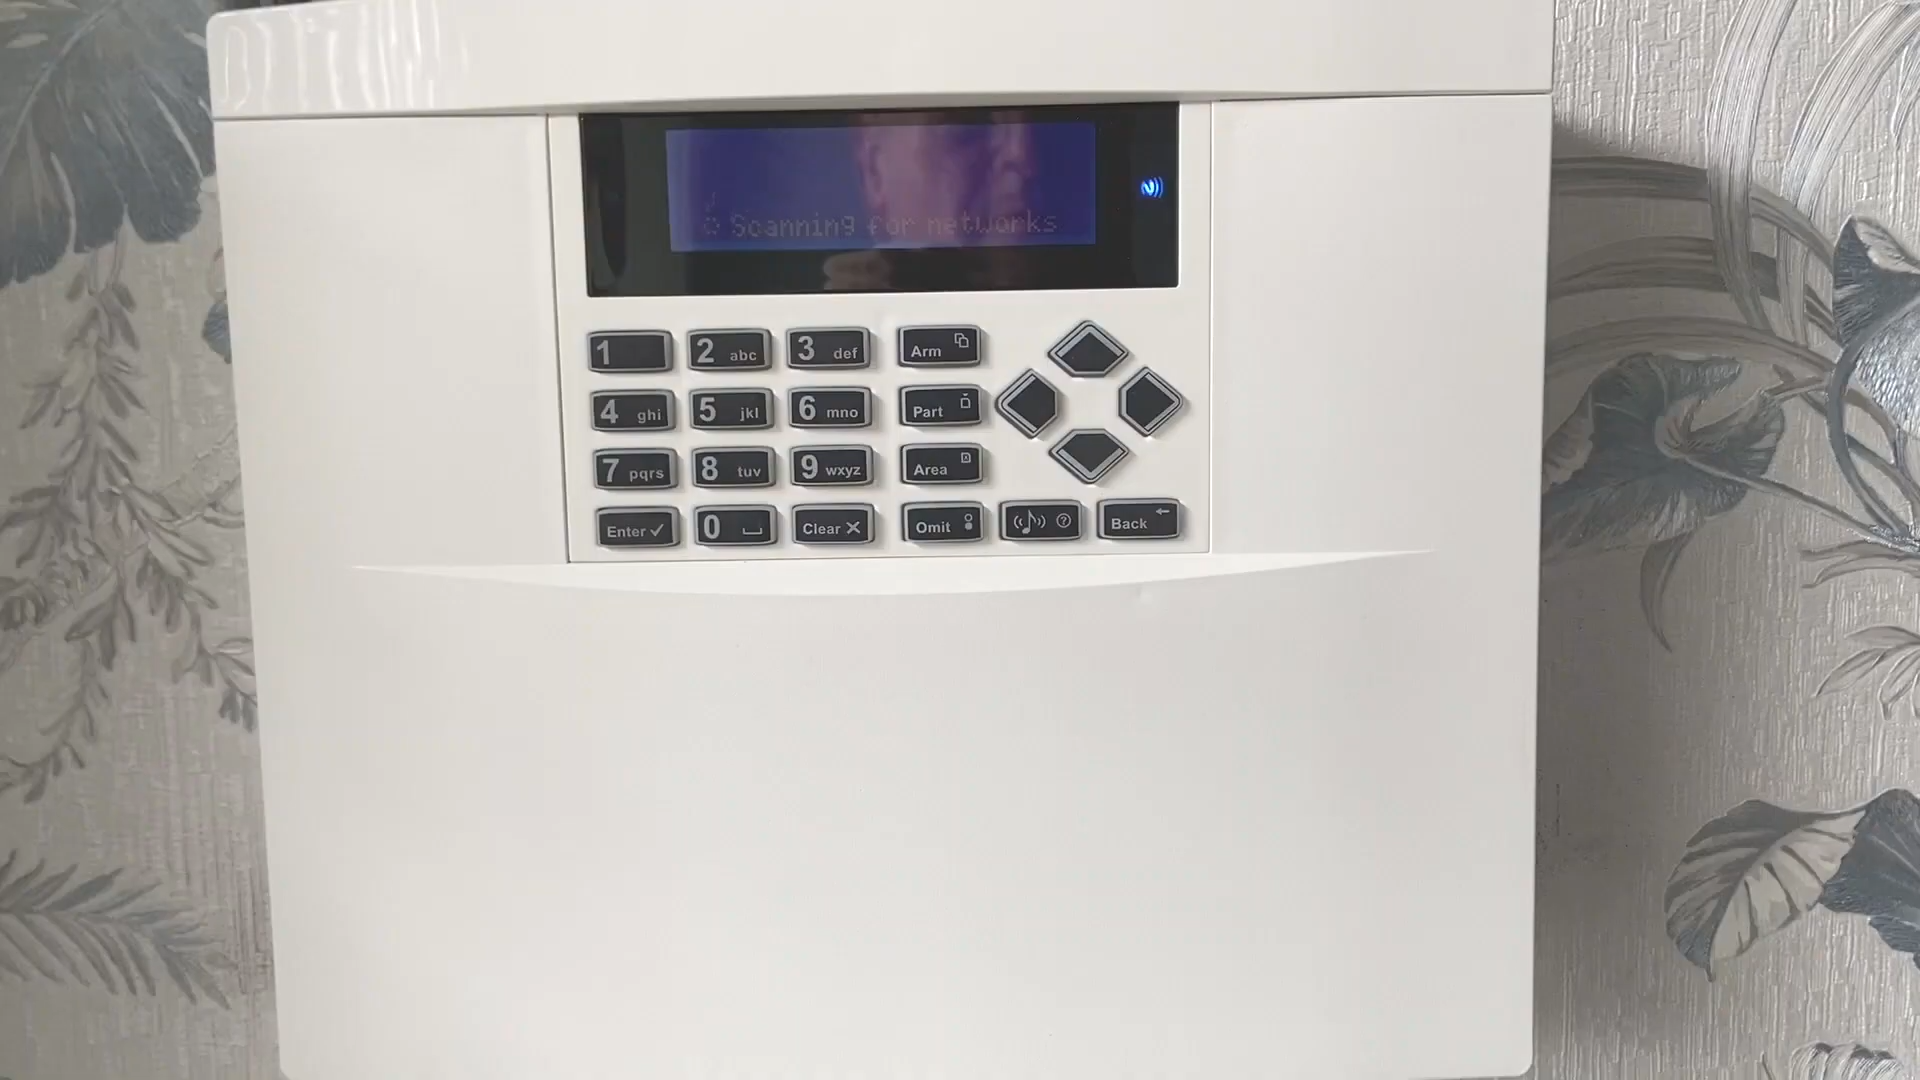 Scanning for networks
1 2 abc 3 def Arm
4 ghi 5 jkl 6 mno Part
7 pqrs 8 tuv 9 wxyz Area
Enter 0 Clear Omit Back